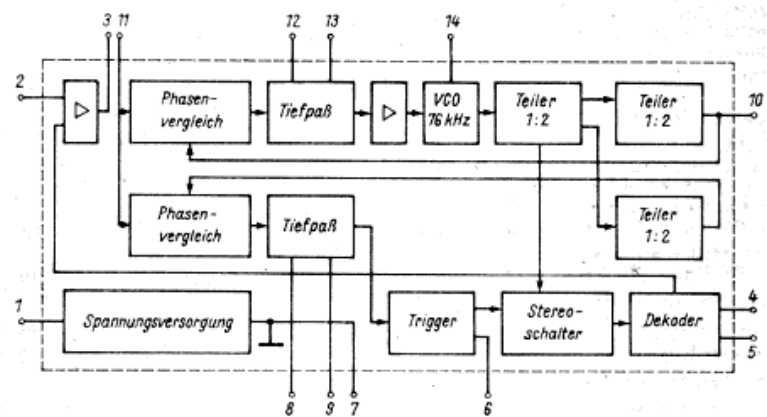 3 11 12 13 14
2
Phasen-
vergleich
Tiefpaß
VCO
76 kHz
Teiler
1:2
Teiler
1:2
10
Phasen-
vergleich
Tiefpaß
Teiler
1:2
1
Spannungsversorgung
Trigger
Stereo-
schalter
Dekoder
4
5
8 9 7 6